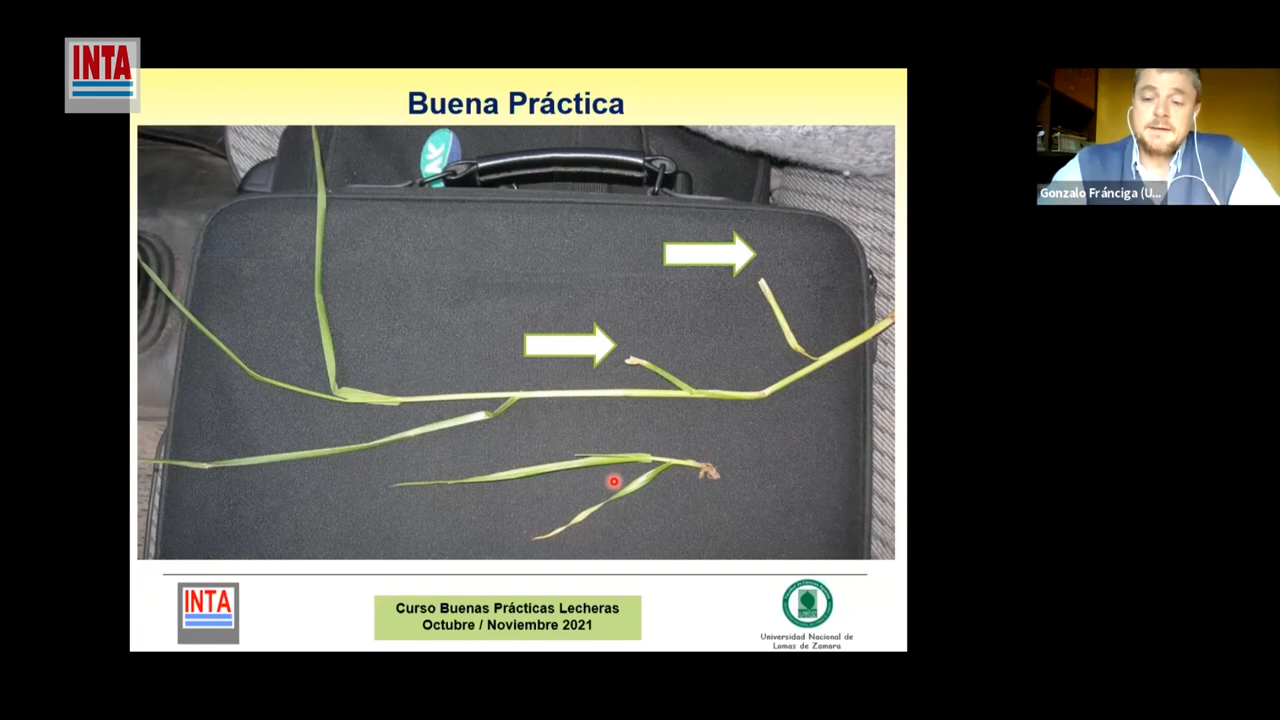 INTA
Buena Práctica
Gonzalo Fránciga (U...
INTA
Curso Buenas Prácticas Lecheras
Octubre / Noviembre 2021
Universidad Nacional de
Lomas de Zamora